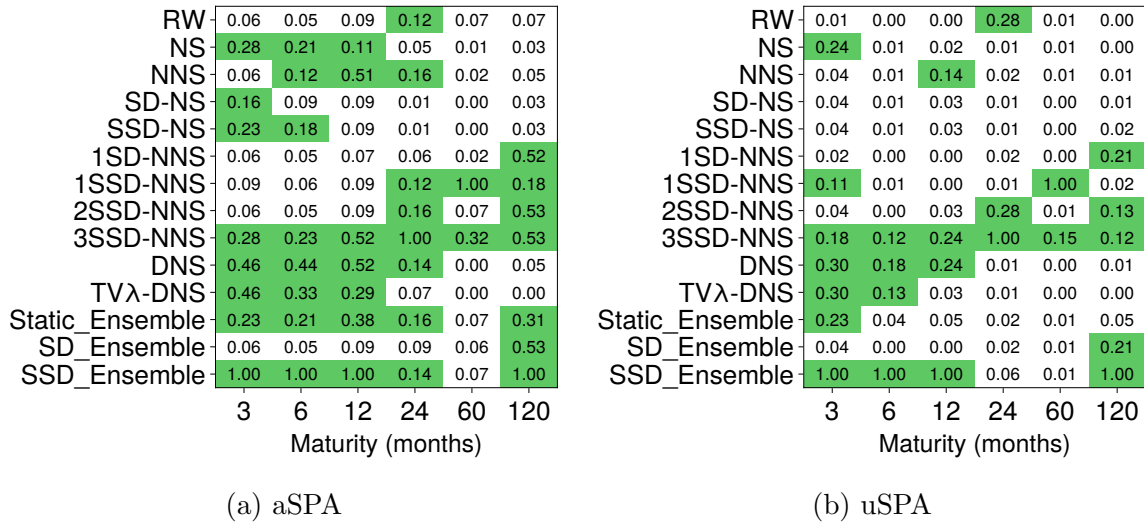 RW 0.06 0.05 0.09 0.12 0.07 0.07
NS 0.28 0.21 0.11 0.05 0.01 0.03
NNS 0.06 0.12 0.51 0.16 0.02 0.05
SD-NS 0.16 0.09 0.09 0.01 0.00 0.03
SSD-NS 0.23 0.18 0.09 0.01 0.00 0.03
1SD-NNS 0.06 0.05 0.07 0.06 0.02 0.52
1SSD-NNS 0.09 0.06 0.09 0.12 1.00 0.18
2SSD-NNS 0.06 0.05 0.09 0.16 0.07 0.53
3SSD-NNS 0.28 0.23 0.52 1.00 0.32 0.53
DNS 0.46 0.44 0.52 0.14 0.00 0.05
TVλ-DNS 0.46 0.33 0.29 0.07 0.00 0.00
Static_Ensemble 0.23 0.21 0.38 0.16 0.07 0.31
SD_Ensemble 0.06 0.05 0.09 0.09 0.06 0.53
SSD_Ensemble 1.00 1.00 1.00 0.14 0.07 1.00
3 6 12 24 60 120
Maturity (months)
(a) aSPA
RW 0.01 0.00 0.00 0.28 0.01 0.00
NS 0.24 0.01 0.02 0.01 0.01 0.00
NNS 0.04 0.01 0.14 0.02 0.01 0.01
SD-NS 0.04 0.01 0.03 0.01 0.00 0.01
SSD-NS 0.04 0.01 0.03 0.01 0.00 0.02
1SD-NNS 0.02 0.00 0.00 0.02 0.00 0.21
1SSD-NNS 0.11 0.01 0.00 0.01 1.00 0.02
2SSD-NNS 0.04 0.00 0.03 0.28 0.01 0.13
3SSD-NNS 0.18 0.12 0.24 1.00 0.15 0.12
DNS 0.30 0.18 0.24 0.01 0.00 0.01
TVλ-DNS 0.30 0.13 0.03 0.01 0.00 0.00
Static_Ensemble 0.23 0.04 0.05 0.02 0.01 0.05
SD_Ensemble 0.04 0.00 0.00 0.02 0.01 0.21
SSD_Ensemble 1.00 1.00 1.00 0.06 0.01 1.00
3 6 12 24 60 120
Maturity (months)
(b) uSPA